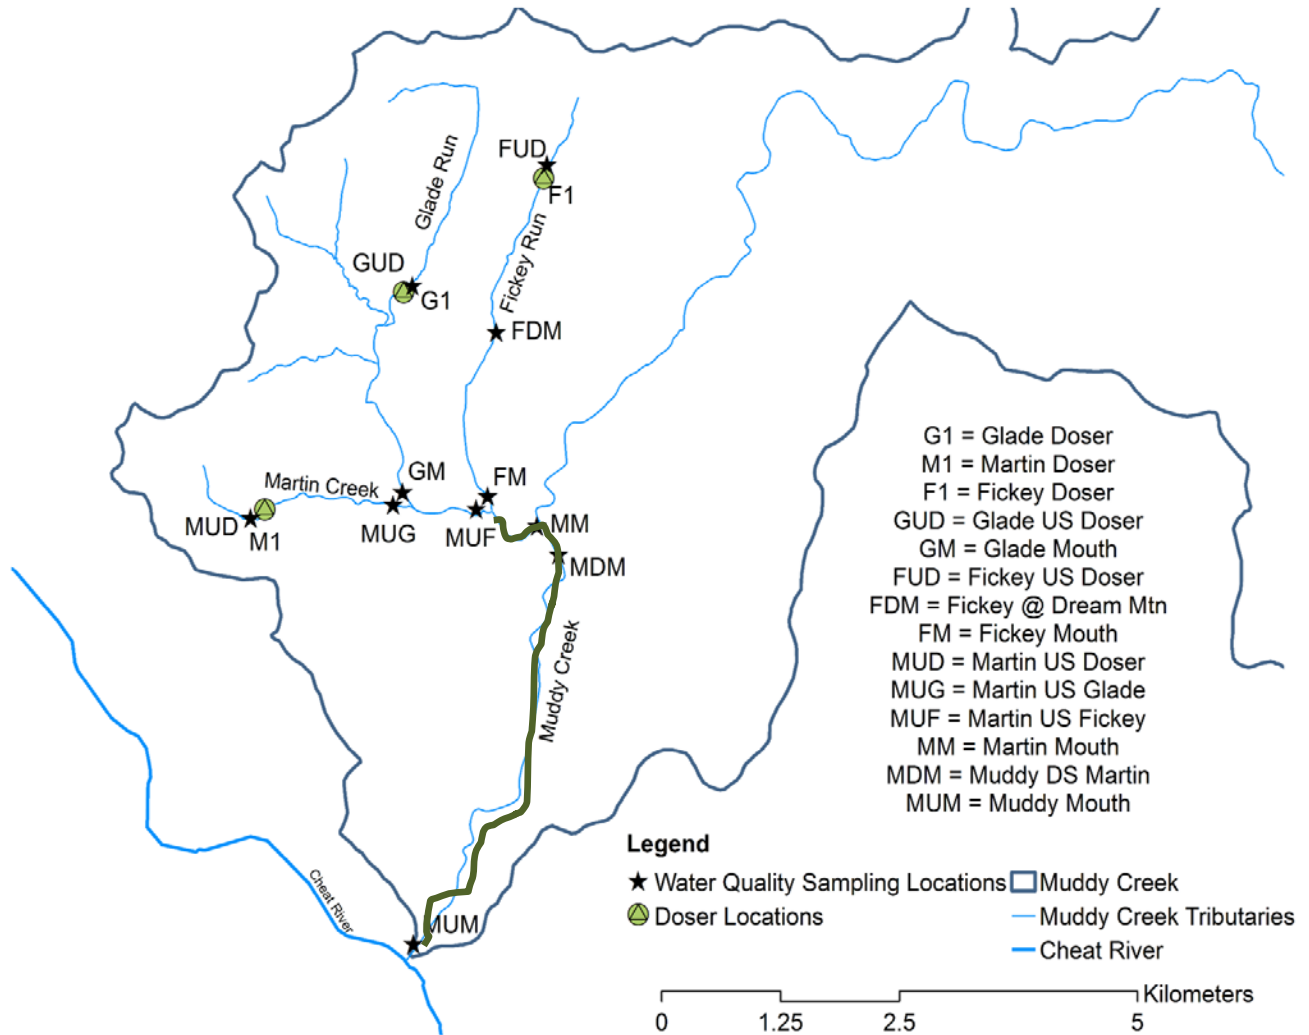 FUD
F1
Glade Run
GUD
G1
Fickey Run
FDM
G1 = Glade Doser
M1 = Martin Doser
F1 = Fickey Doser
GUD = Glade US Doser
GM = Glade Mouth
FUD = Fickey US Doser
FDM = Fickey @ Dream Mtn
FM = Fickey Mouth
MUD = Martin US Doser
MUG = Martin US Glade
MUF = Martin US Fickey
MM = Martin Mouth
MDM = Muddy DS Martin
MUM = Muddy Mouth
GM
FM
Martin Creek
MUD
M1
MUG
MUF
MM
MDM
Muddy Creek
Legend
Water Quality Sampling Locations
Muddy Creek
Doser Locations
Muddy Creek Tributaries
Cheat River
Cheat River
MUM
Kilometers
0 1.25 2.5 5